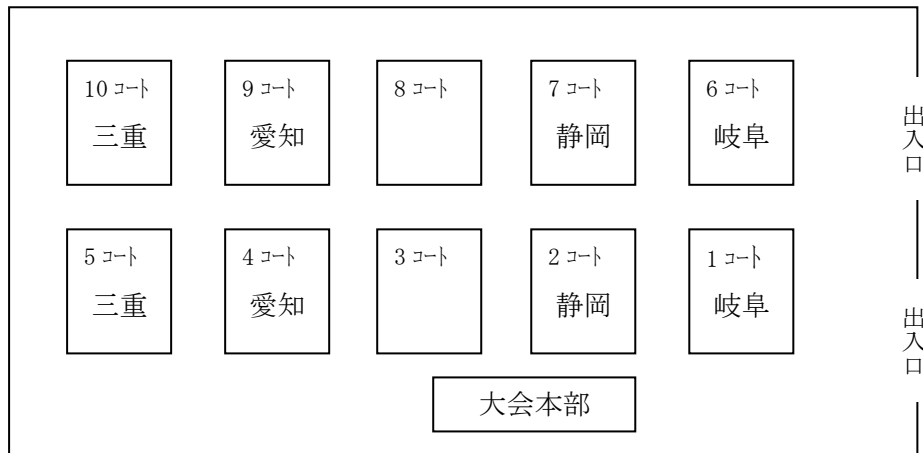 10 コート
三重
9 コート
愛知
8 コート
7 コート
静岡
6 コート
岐阜
出入口
5 コート
三重
4 コート
愛知
3 コート
2 コート
静岡
1 コート
岐阜
出入口
大会本部